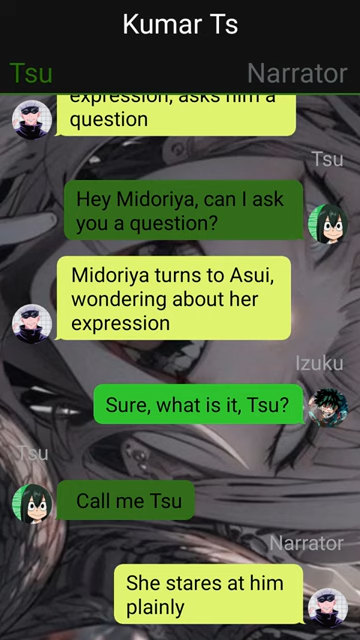 Kumar Ts
Tsu
Narrator
expression, asks him a
question
Tsu
Hey Midoriya, can I ask
you a question?
Midoriya turns to Asui,
wondering about her
expression
Izuku
Sure, what is it, Tsu?
Tsu
Call me Tsu
Narrator
She stares at him
plainly